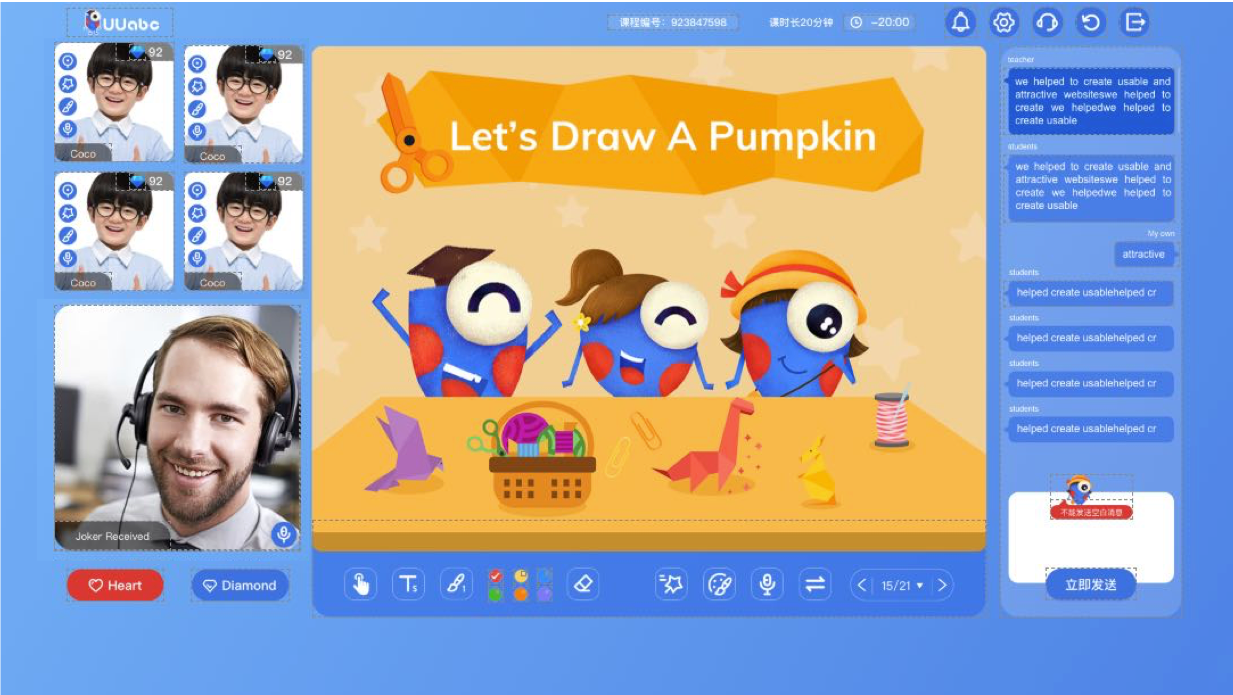 UUabc
课程编号：923847598
课时长20分钟
-20:00
92
Coco
92
Coco
92
Coco
92
Coco
Joker Received
Heart
Diamond
Let's Draw A Pumpkin
T5
1
15/21
teacher
we helped to create usable and
attractive websiteswe helped to
create we helpedwe helped to
create usable
students
we helped to create usable and
attractive websiteswe helped to
create we helpedwe helped to
create usable
My own
attractive
students
helped create usablehelped cr
students
helped create usablehelped cr
students
helped create usablehelped cr
students
helped create usablehelped cr
不能发送空白消息
立即发送